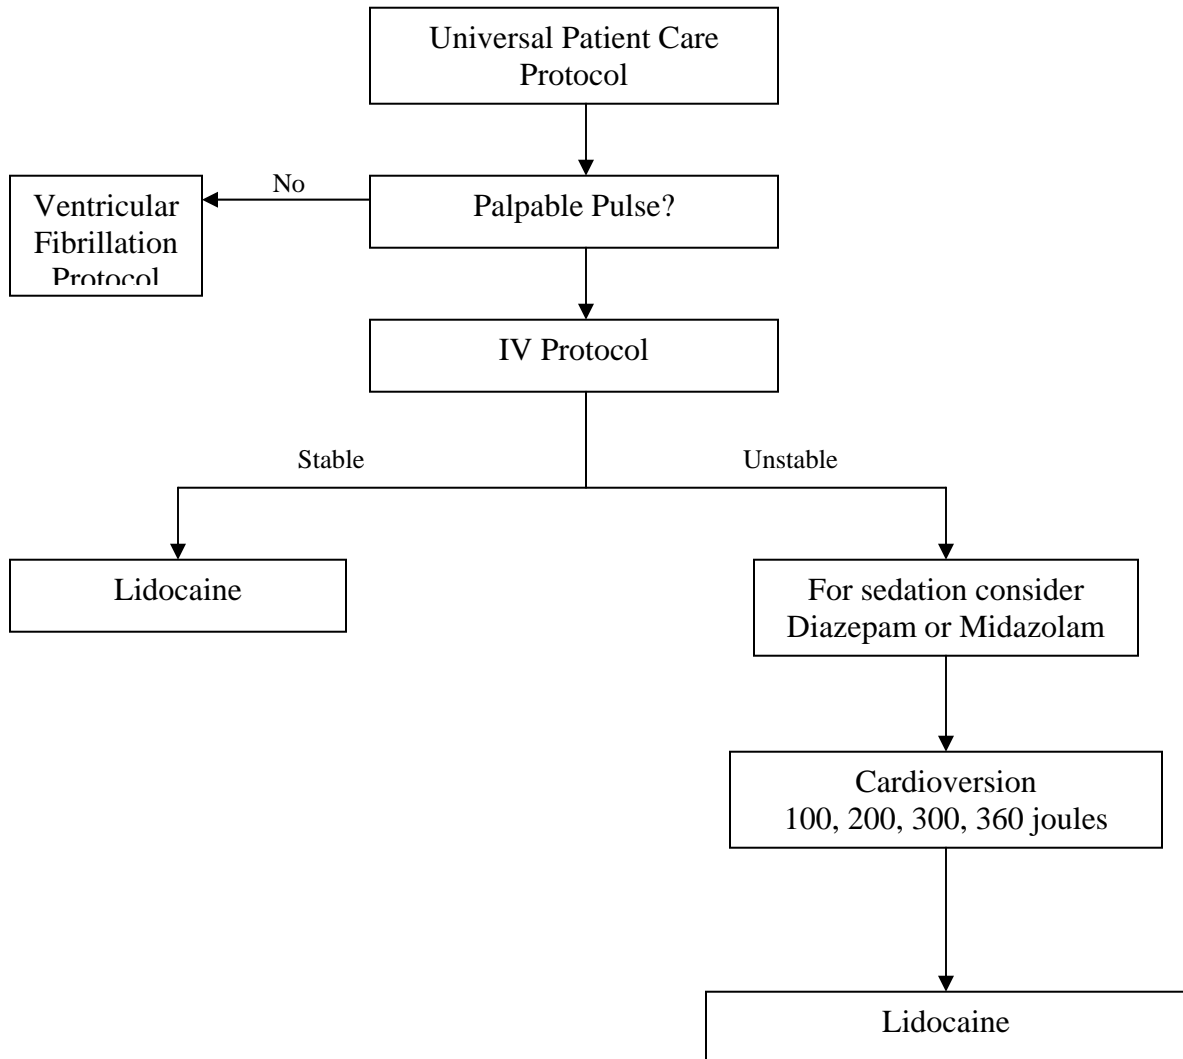 Universal Patient Care
Protocol
No
Ventricular
Fibrillation
Protocol
Palpable Pulse?
IV Protocol
Stable
Unstable
Lidocaine
For sedation consider
Diazepam or Midazolam
Cardioversion
100, 200, 300, 360 joules
Lidocaine